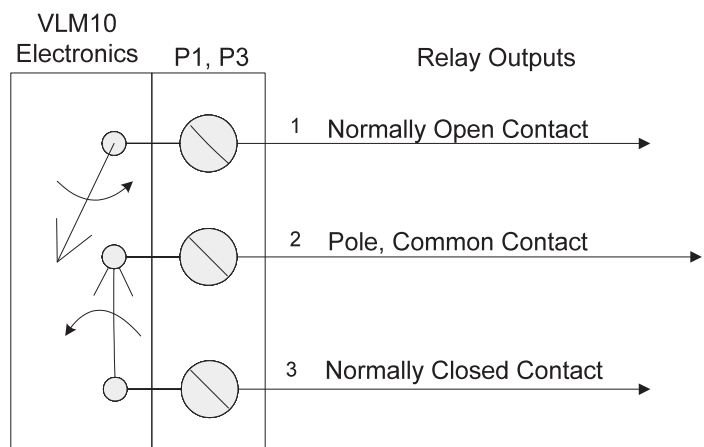 VLM10
Electronics
P1, P3
Relay Outputs
1 Normally Open Contact
2 Pole, Common Contact
3 Normally Closed Contact